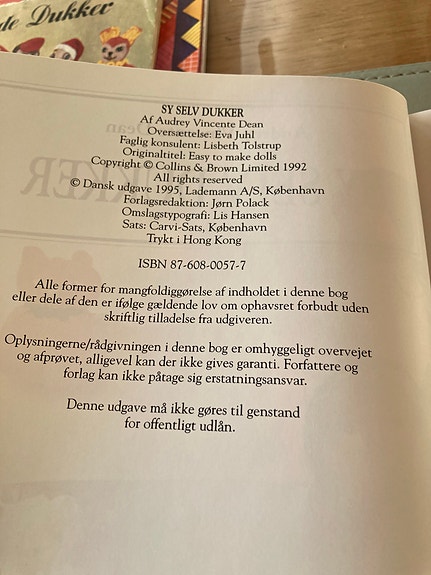 te Dukker
SY SELV DUKKER
Af Audrey Vincente Dean
Oversættelse: Eva Juhl
Faglig konsulent: Lisbeth Tolstrup
Originaltitel: Easy to make dolls
Copyright © Collins & Brown Limited 1992
All rights reserved
© Dansk udgave 1995, Lademann A/S, København
Forlagsredaktion: Jørn Polack
Omslagstypografi: Lis Hansen
Sats: Carvi-Sats, København
Trykt i Hong Kong
ISBN 87-608-0057-7
Alle former for mangfoldiggørelse af indholdet i denne bog
eller dele af den er ifølge gældende lov om ophavsret forbudt uden
skriftlig tilladelse fra udgiveren.
Oplysningerne/rådgivningen i denne bog er omhyggeligt overvejet
og afprøvet, alligevel kan der ikke gives garanti. Forfattere og
forlag kan ikke påtage sig erstatningsansvar.
Denne udgave må ikke gøres til genstand
for offentligt udlån.